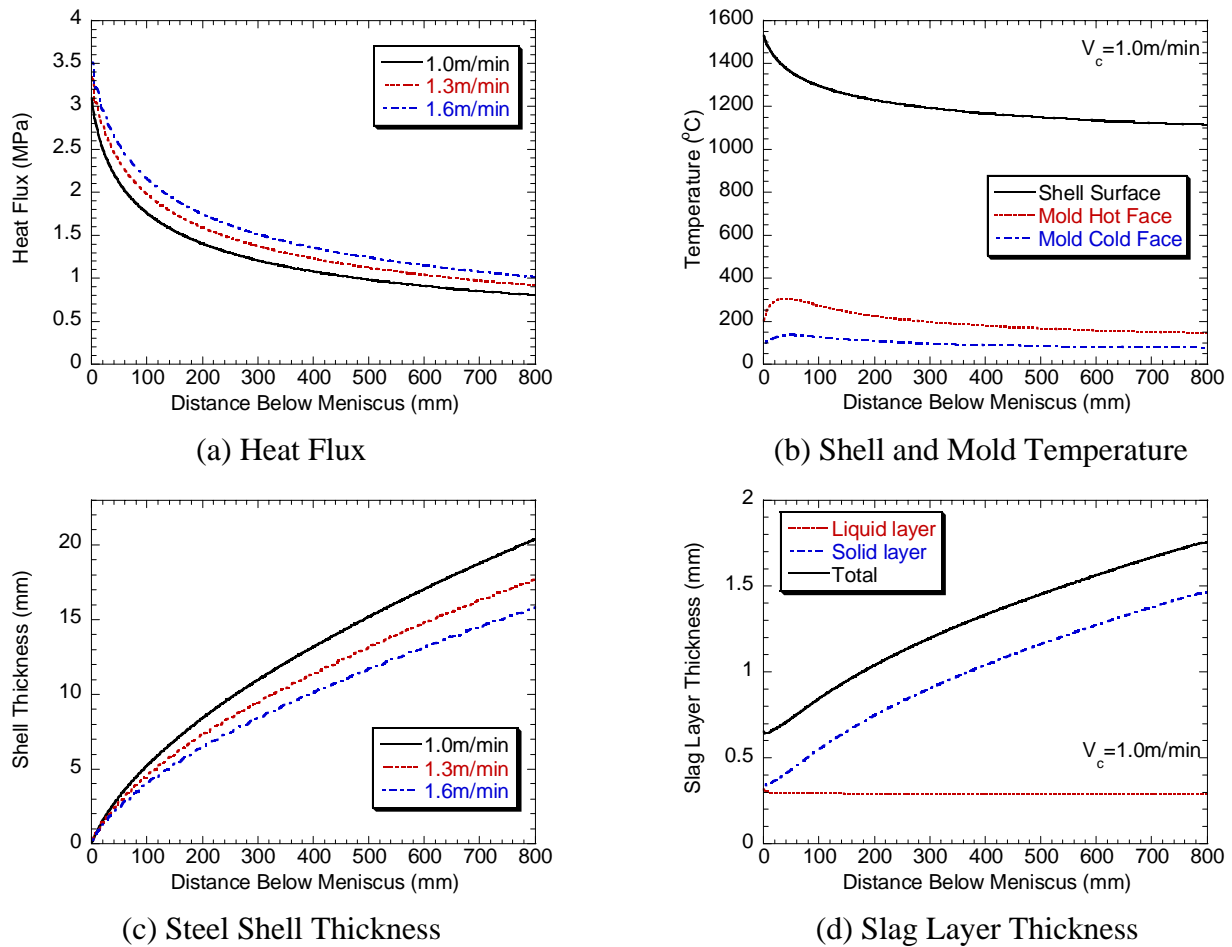 4
3.5
3
2.5
2
1.5
1
0.5
0
Heat Flux (MPa)
1.0m/min
1.3m/min
1.6m/min
0 100 200 300 400 500 600 700 800
Distance Below Meniscus (mm)
(a) Heat Flux
1600
1400
1200
1000
800
600
400
200
0
Temperature (°C)
V_c=1.0m/min
Shell Surface
Mold Hot Face
Mold Cold Face
0 100 200 300 400 500 600 700 800
Distance Below Meniscus (mm)
(b) Shell and Mold Temperature
20
15
10
5
0
Shell Thickness (mm)
1.0m/min
1.3m/min
1.6m/min
0 100 200 300 400 500 600 700 800
Distance Below Meniscus (mm)
(c) Steel Shell Thickness
2
1.5
1
0.5
0
Slag Layer Thickness (mm)
Liquid layer
Solid layer
Total
V_c=1.0m/min
0 100 200 300 400 500 600 700 800
Distance Below Meniscus (mm)
(d) Slag Layer Thickness